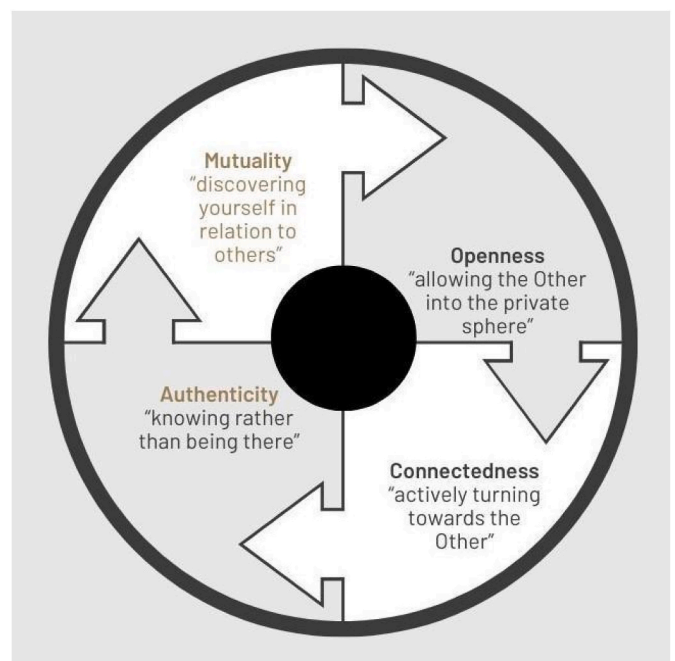 Mutuality
“discovering
yourself in
relation to
others”
Openness
“allowing the Other
into the private
sphere”
Authenticity
“knowing rather
than being there”
Connectedness
“actively turning
towards the
Other”